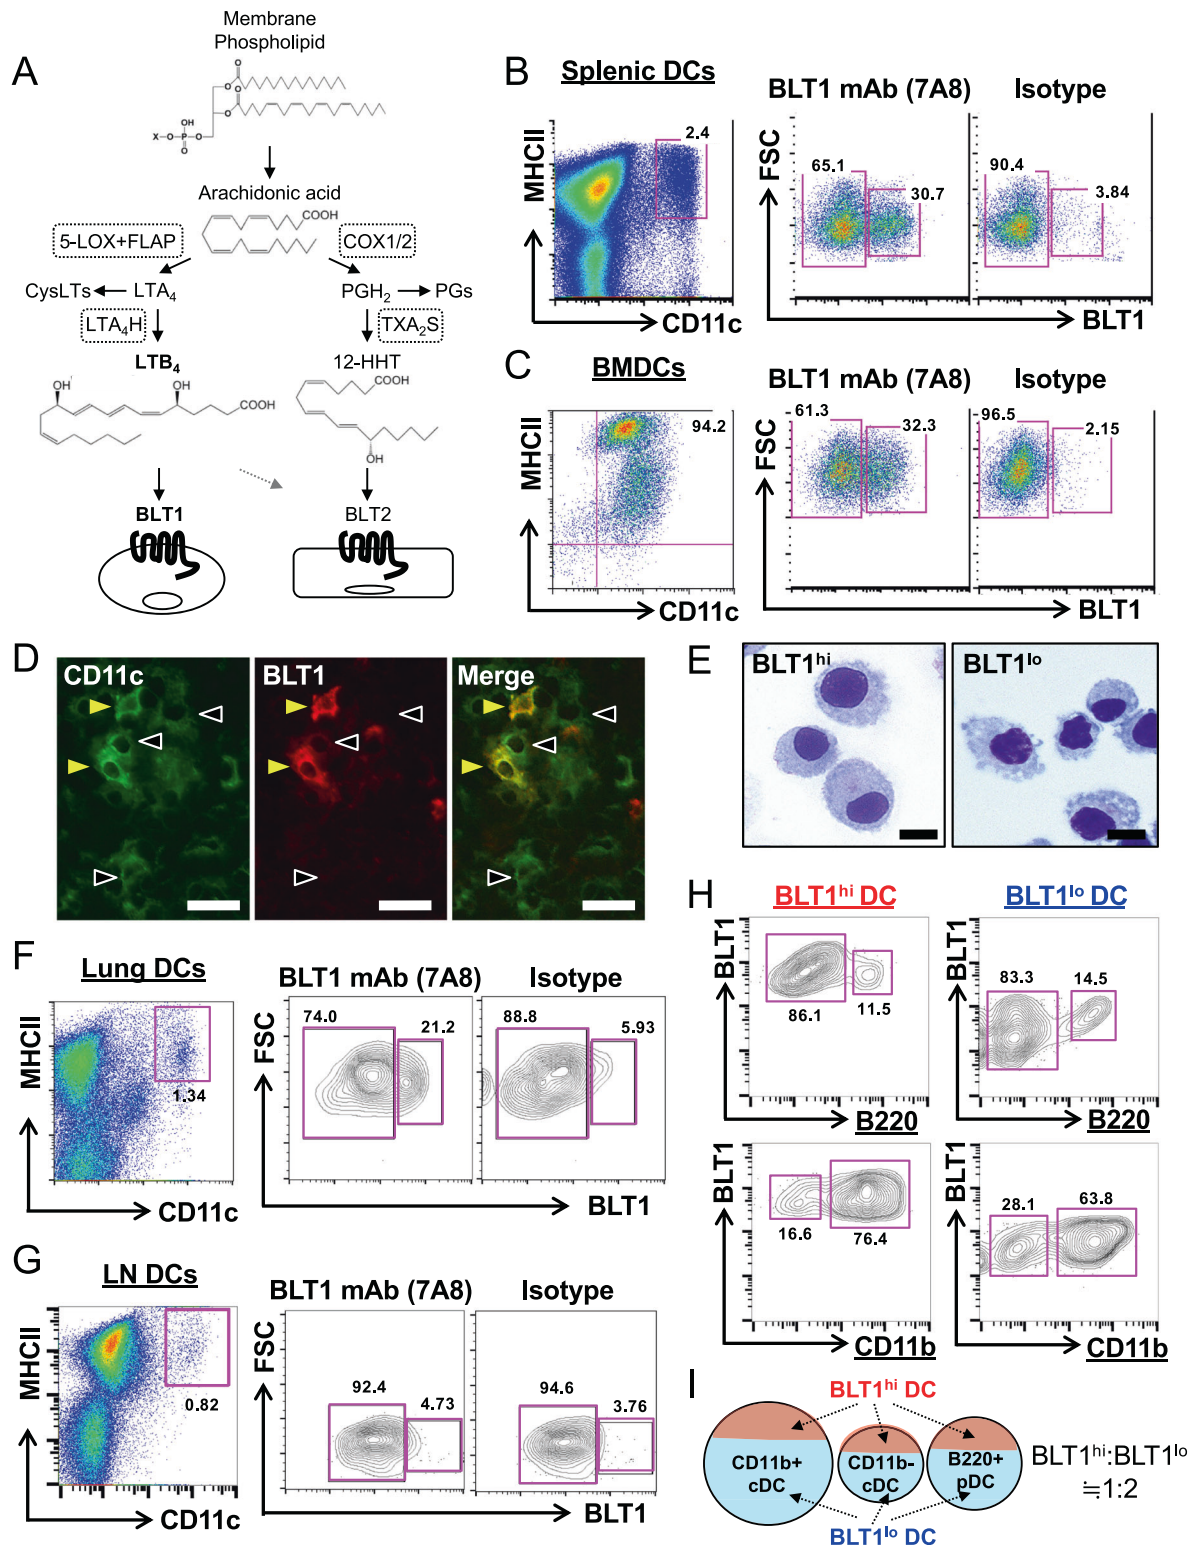 A
Membrane
Phospholipid
O
O
O
O
OH
X-O-P-O
O
Arachidonic acid
COOH
5-LOX+FLAP
COX1/2
CysLTs
LTA4
PGH2
PGs
LTA4H
TXA2S
LTB4
12-HHT
OH
OH
COOH
COOH
OH
BLT1
BLT2
B
Splenic DCs
BLT1 mAb (7A8)
Isotype
MHCII
2.4
CD11c
FSC
65.1
30.7
90.4
3.84
BLT1
C
BMDCs
BLT1 mAb (7A8)
Isotype
MHCII
94.2
CD11c
FSC
61.3
32.3
96.5
2.15
BLT1
D
CD11c
BLT1
Merge
E
BLT1hi
BLT1lo
F
Lung DCs
BLT1 mAb (7A8)
Isotype
MHCII
1.34
CD11c
FSC
74.0
21.2
88.8
5.93
BLT1
G
LN DCs
BLT1 mAb (7A8)
Isotype
MHCII
0.82
CD11c
FSC
92.4
4.73
94.6
3.76
BLT1
H
BLT1hi DC
BLT1lo DC
BLT1
86.1
11.5
B220
BLT1
83.3
14.5
B220
BLT1
16.6
76.4
CD11b
BLT1
28.1
63.8
CD11b
I
BLT1hi DC
CD11b+
cDC
CD11b-
cDC
B220+
pDC
BLT1lo DC
BLT1hi:BLT1lo
≒1:2